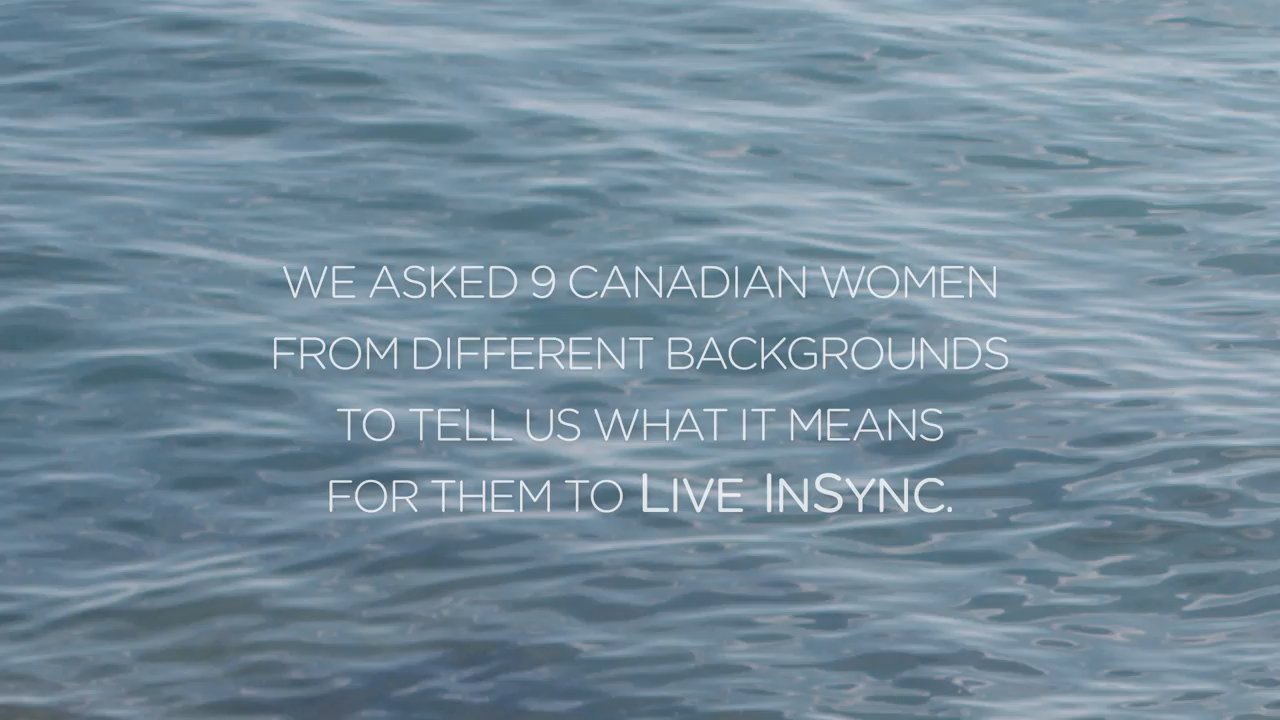 WE ASKED 9 CANADIAN WOMEN
FROM DIFFERENT BACKGROUNDS
TO TELL US WHAT IT MEANS
FOR THEM TO LIVE INSYNC.